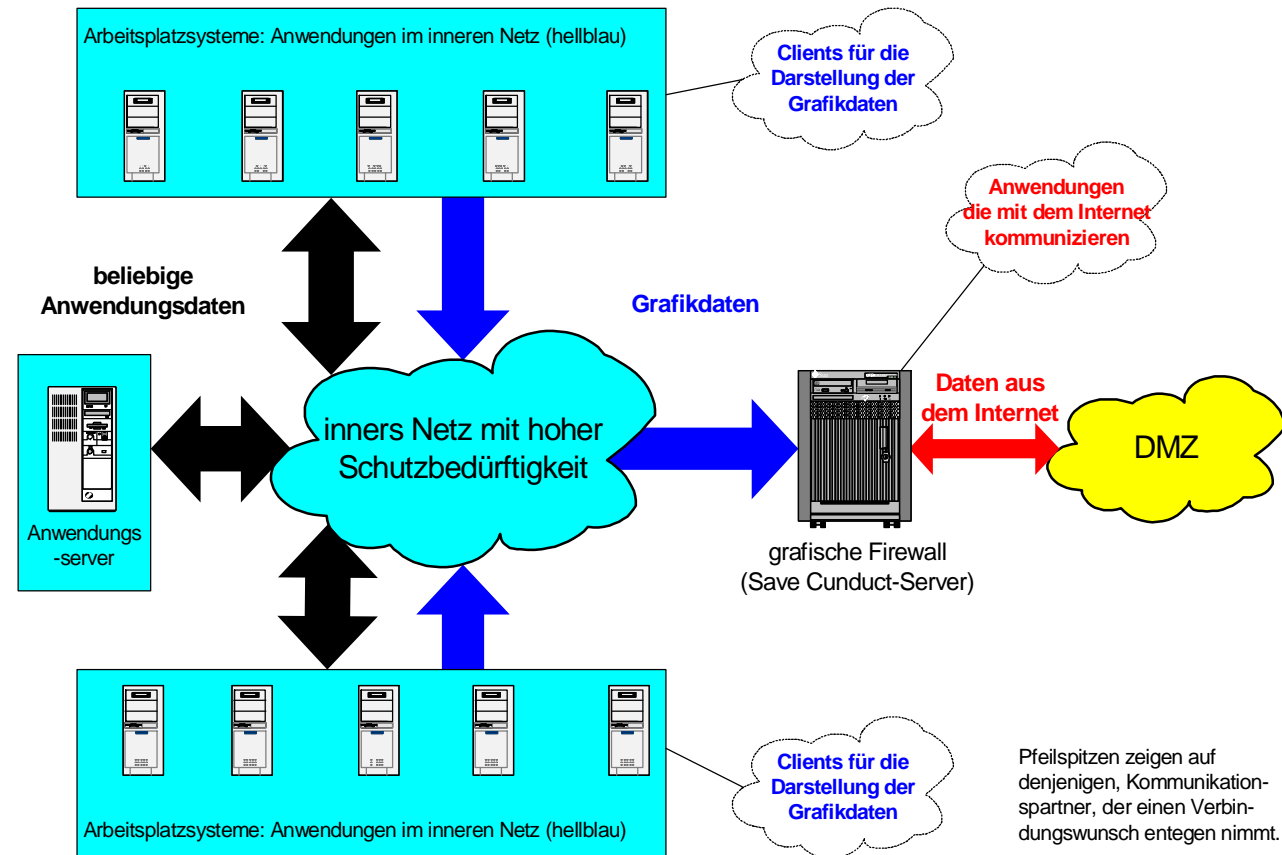 Arbeitsplatzsysteme: Anwendungen im inneren Netz (hellblau)
Clients für die
Darstellung der
Grafikdaten
Anwendungen
die mit dem Internet
kommunizieren
beliebige
Anwendungsdaten
Grafikdaten
Daten aus
dem Internet
inners Netz mit hoher
Schutzbedürftigkeit
DMZ
Anwendungs
-server
grafische Firewall
(Save Cunduct-Server)
Clients für die
Darstellung der
Grafikdaten
Pfeilspitzen zeigen auf
denjenigen, Kommunikation-
spartner, der einen Verbin-
dungswunsch entegen nimmt.
Arbeitsplatzsysteme: Anwendungen im inneren Netz (hellblau)